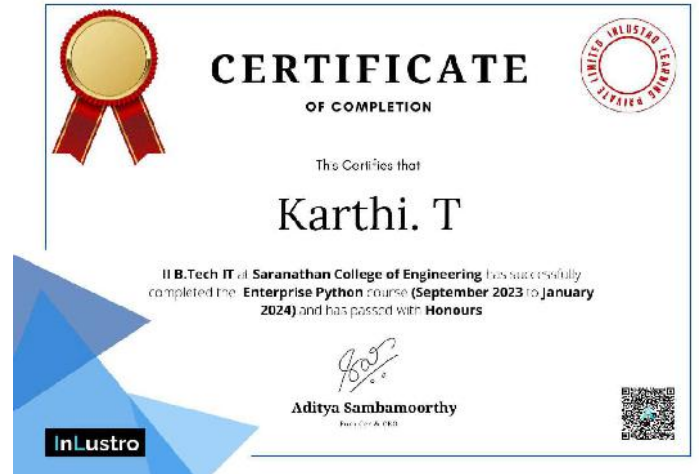 CERTIFICATE
OF COMPLETION
INLUSTRO LEARNING PRIVATE LIMITED
This Certifies that
Karthi. T
II B.Tech IT at Saranathan College of Engineering has successfully
completed the Enterprise Python course (September 2023 to January
2024) and has passed with Honours
Aditya Sambamoorthy
Founder & CEO
InLustro